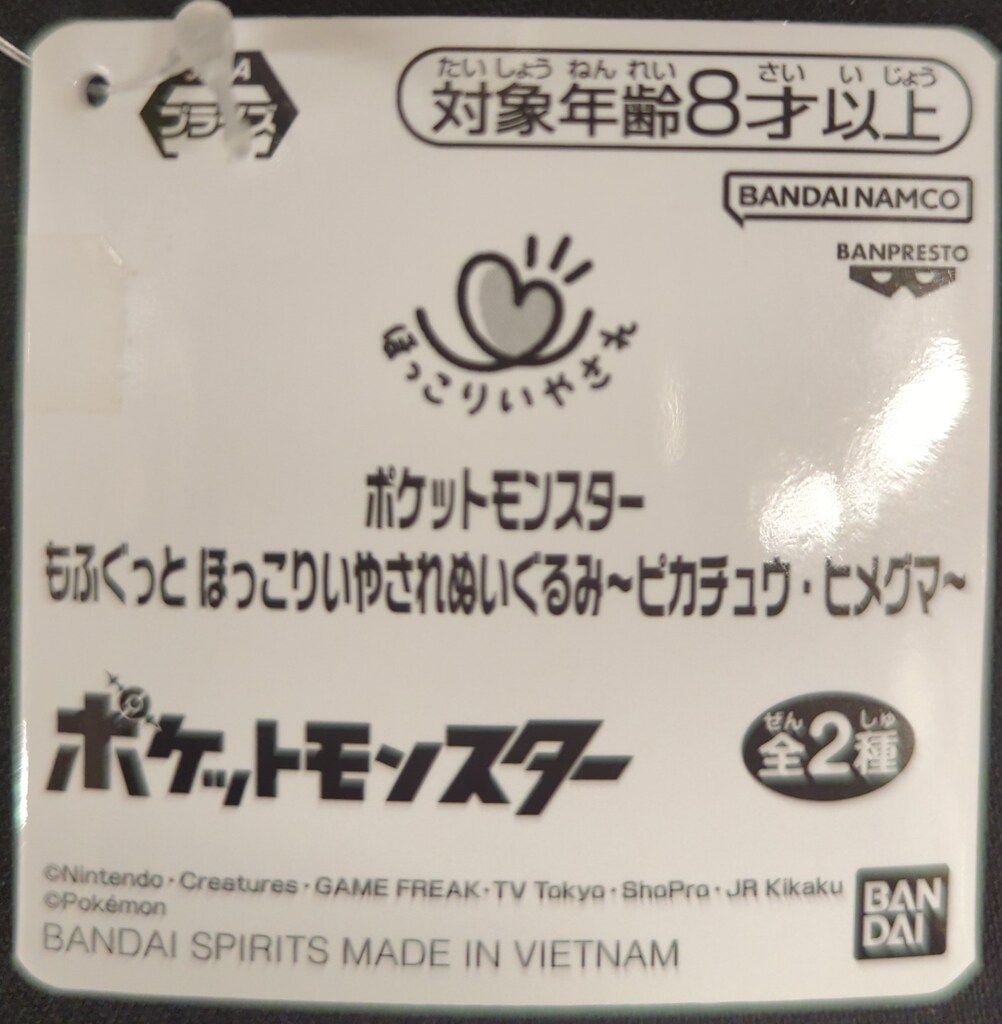 プライズ
たいしょう ねんれい さい いじょう
対象年齢8才以上
BANDAI NAMCO
BANPRESTO
ほっこりいやされ
ポケットモンスター
もふぐっと ほっこりいやされぬいぐるみ～ピカチュウ・ヒメグマ～
ポケットモンスター
ぜん しゅ
全2種
©Nintendo・Creatures・GAME FREAK・TV Tokyo・ShoPro・JR Kikaku
©Pokémon
BANDAI SPIRITS MADE IN VIETNAM
BAN
DAI